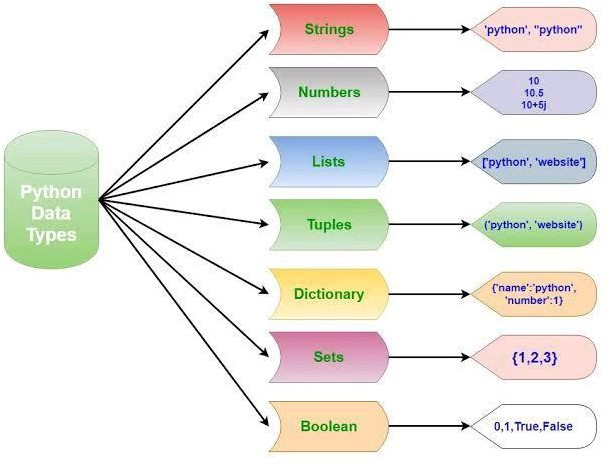 Python
Data
Types
Strings
'python', "python"
Numbers
10
10.5
10+5j
Lists
['python', 'website']
Tuples
('python', 'website')
Dictionary
{'name':'python',
'number':1}
Sets
{1,2,3}
Boolean
0,1,True,False